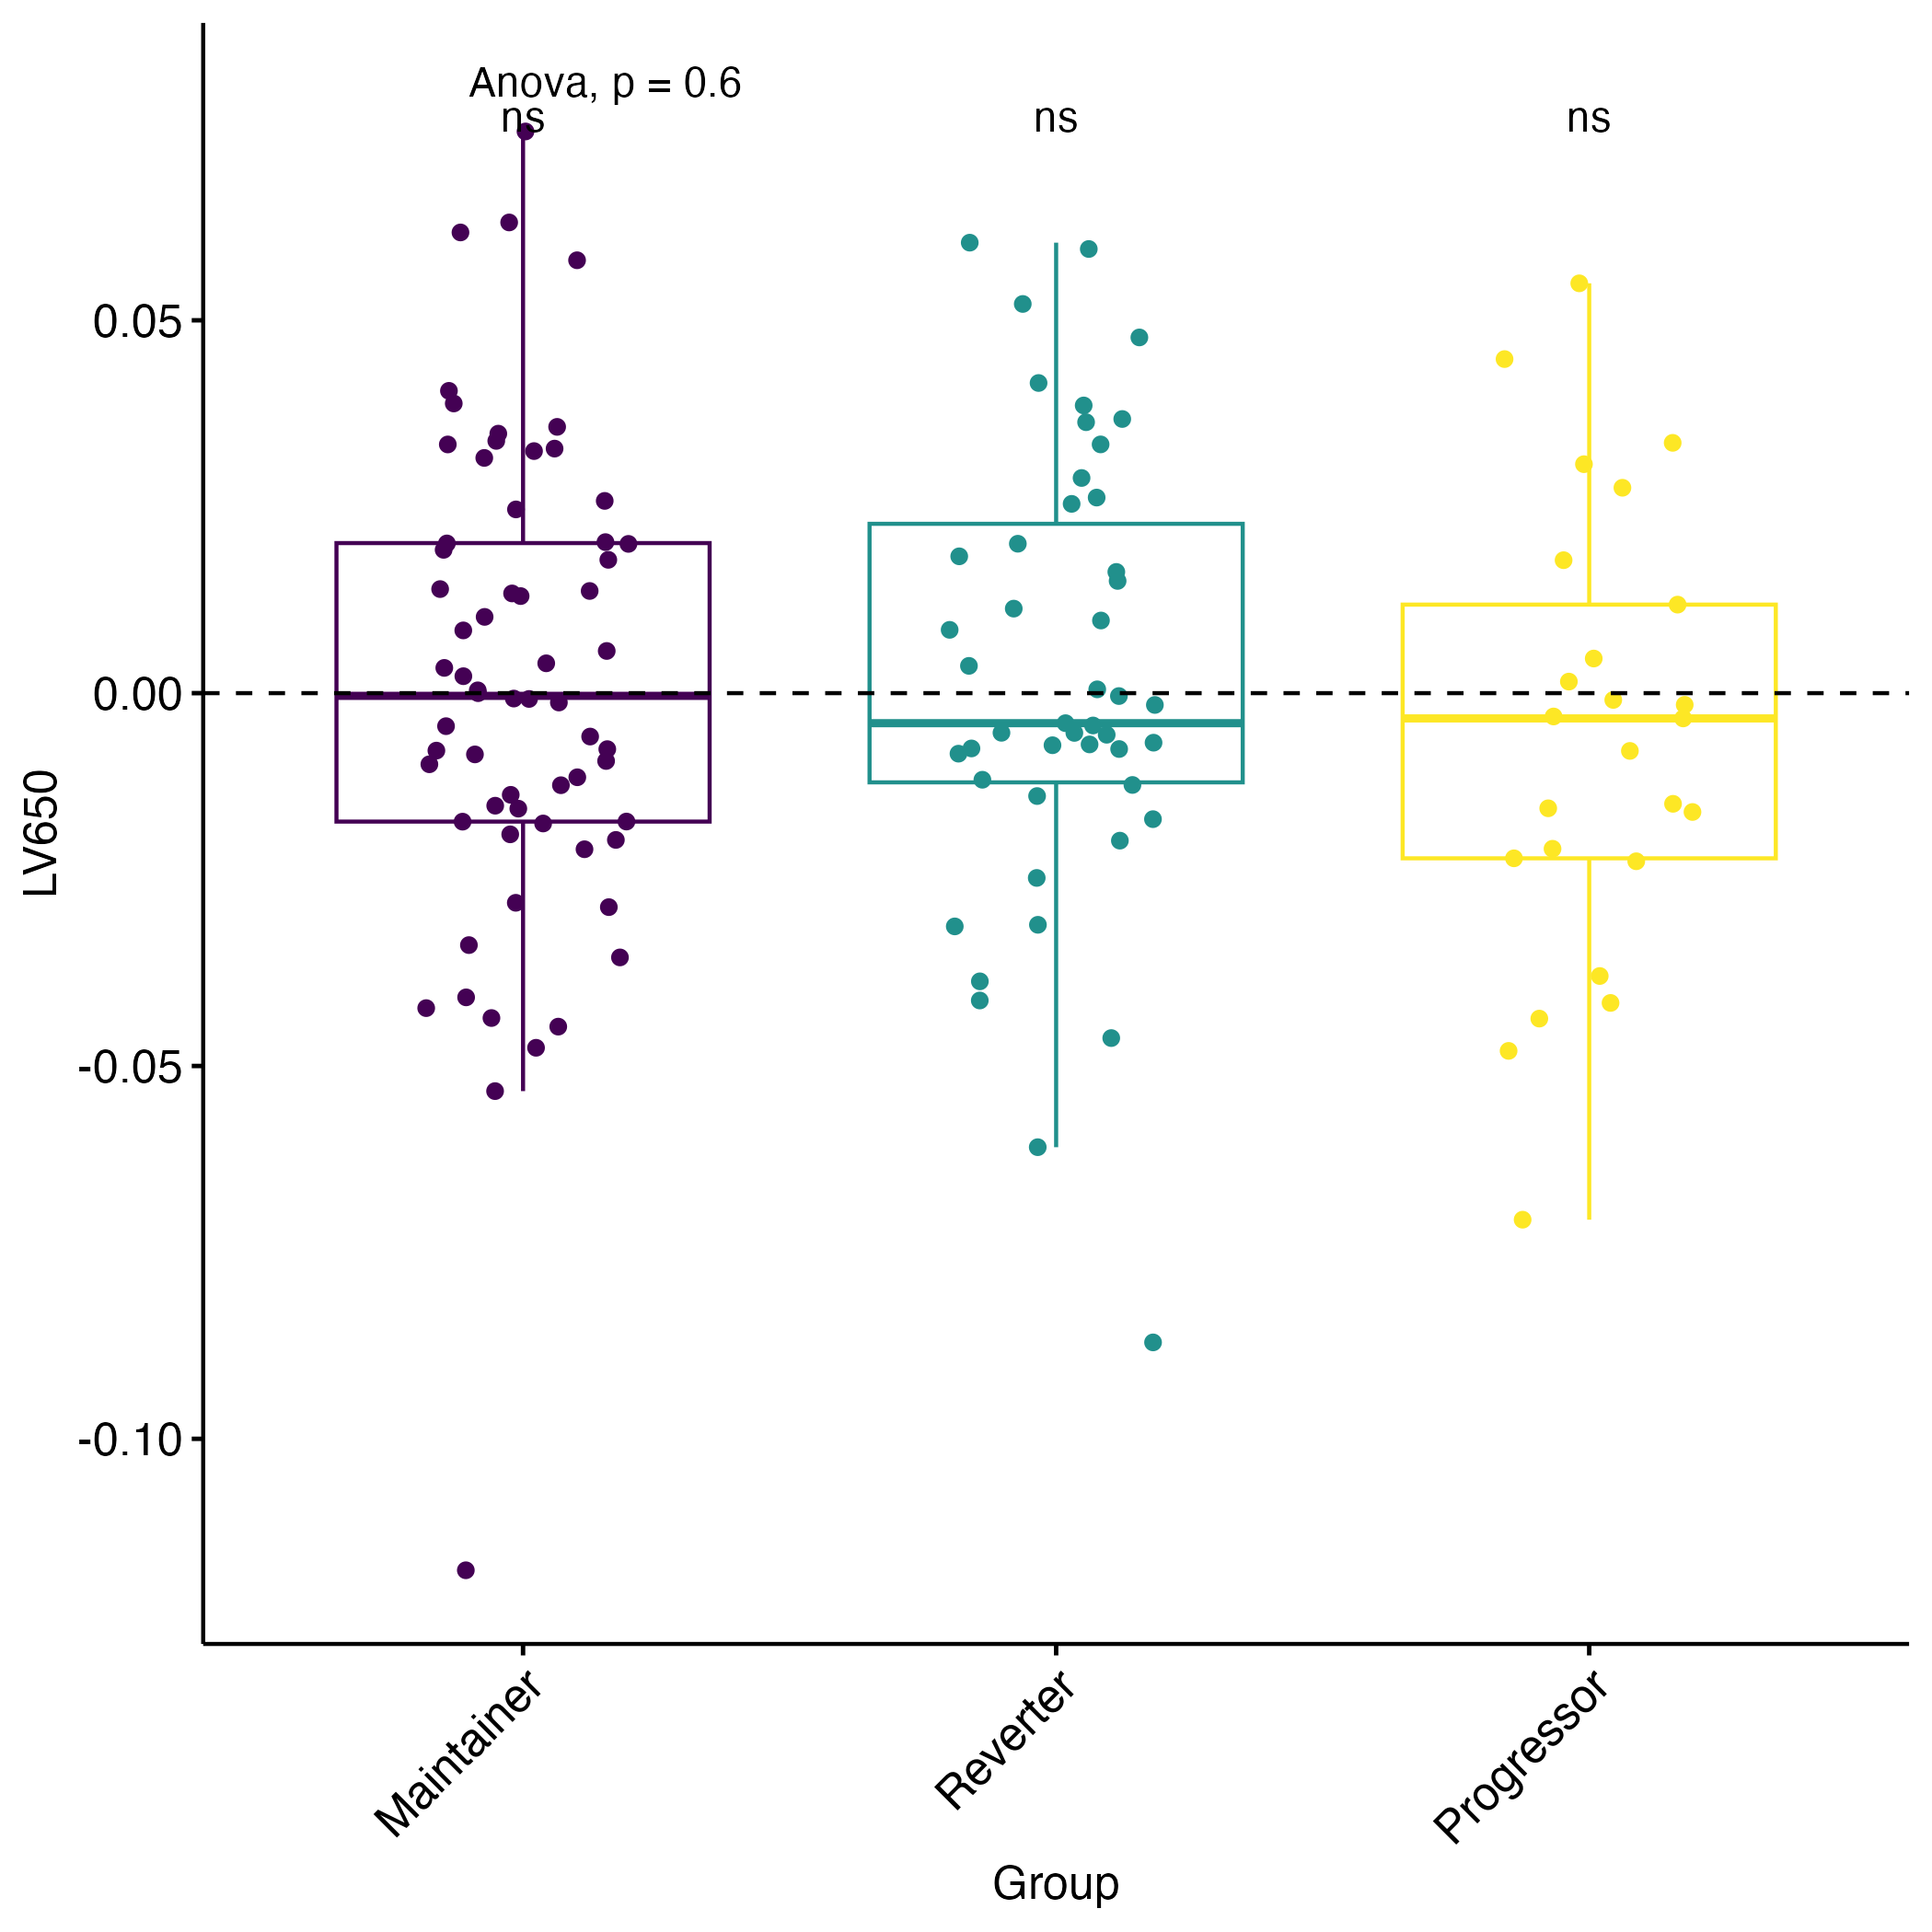 Anova, p = 0.6
ns ns ns
0.05
0.00
-0.05
-0.10
LV650
Maintainer Reverter Progressor
Group